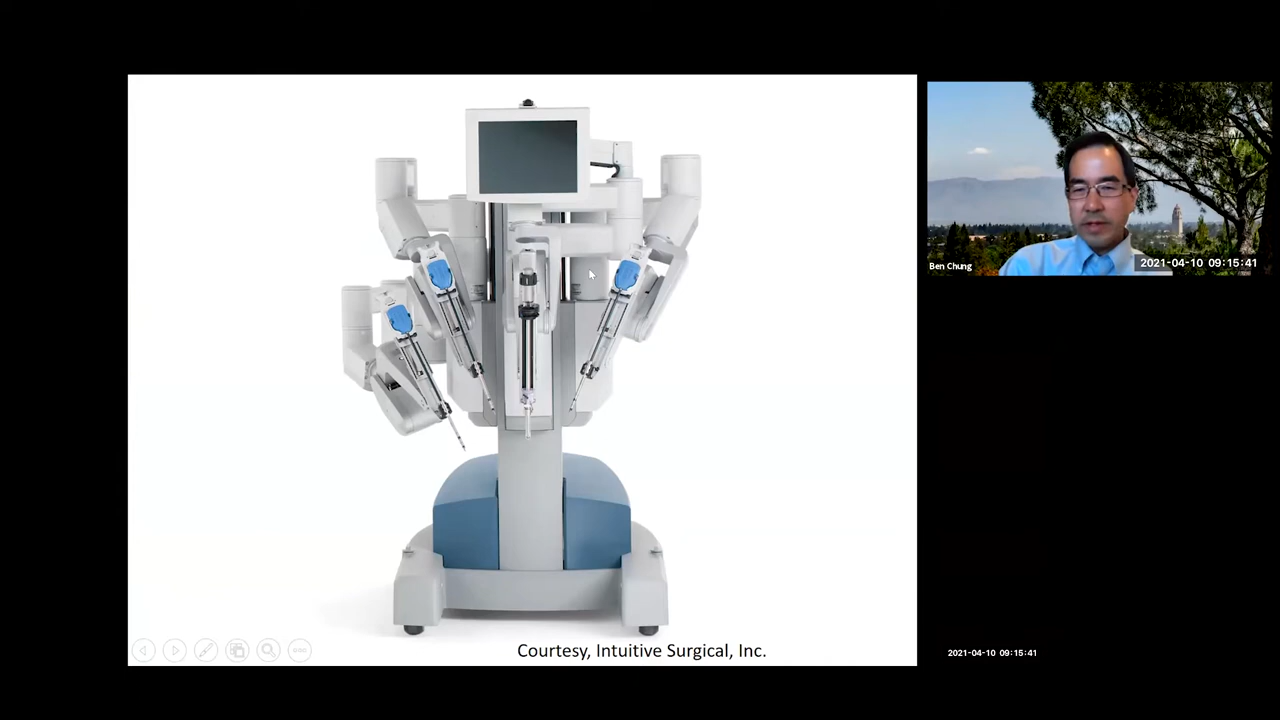 Courtesy, Intuitive Surgical, Inc.
Ben Chung
2021-04-10 09:15:41
2021-04-10 09:15:41